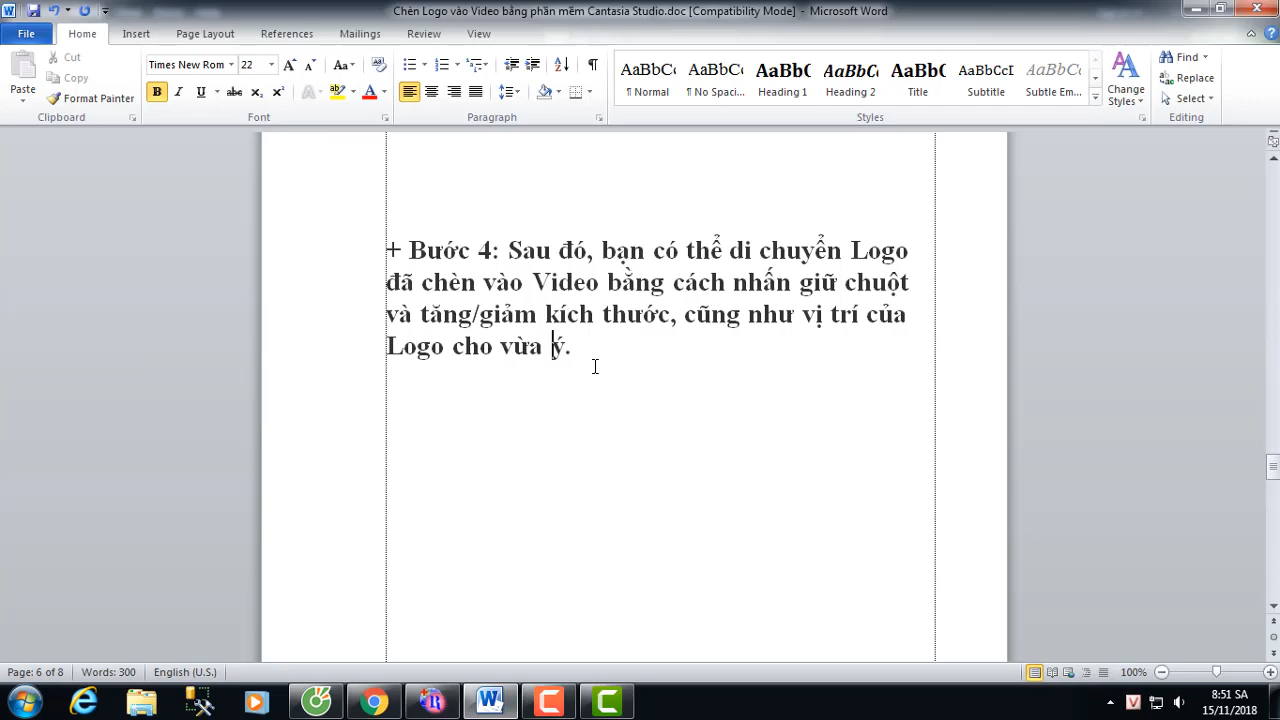 Chèn Logo vào Video bằng phần mềm Cantasia Studio.doc [Compatibility Mode] - Microsoft Word
File Home Insert Page Layout References Mailings Review View
Cut
Copy
Format Painter
Paste
Clipboard
Times New Rom 22
Font
Paragraph
AaBbCc AaBbCc AaBbC AaBbCc AaBbC AaBbCcI AaBbCc
¶ Normal ¶ No Spaci... Heading 1 Heading 2 Title Subtitle Subtle Em...
Change
Styles
Styles
Find
Replace
Select
Editing
+ Bước 4: Sau đó, bạn có thể di chuyển Logo
đã chèn vào Video bằng cách nhấn giữ chuột
và tăng/giảm kích thước, cũng như vị trí của
Logo cho vừa ý.
Page: 6 of 8 Words: 300 English (U.S.) 100%
8:51 SA
15/11/2018